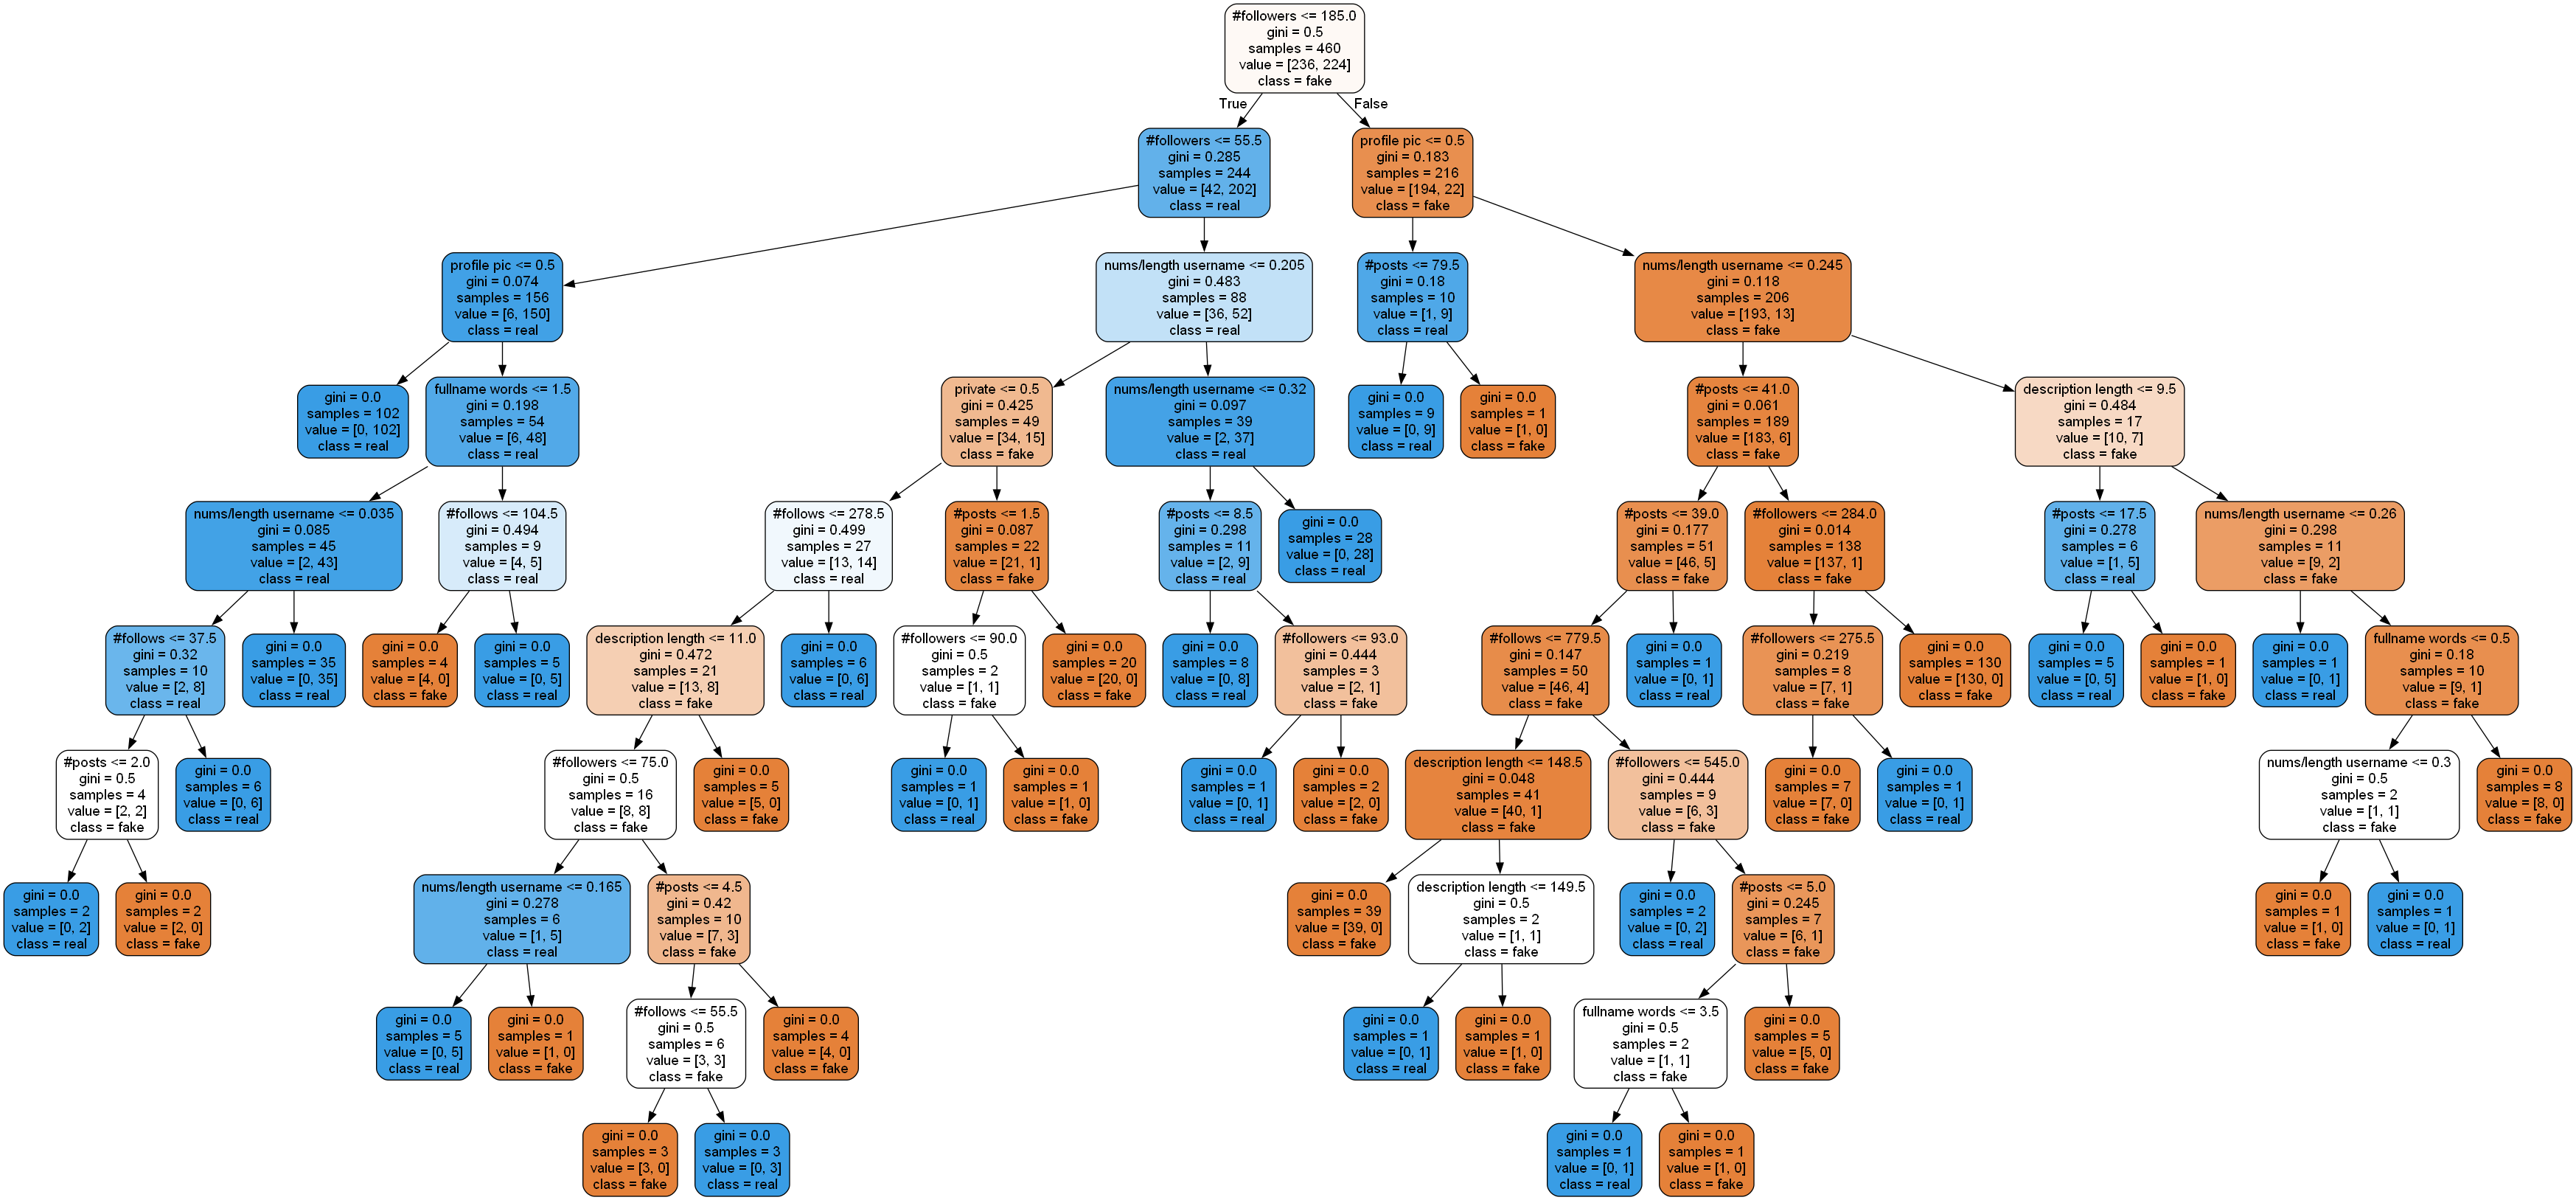 #followers <= 185.0
gini = 0.5
samples = 460
value = [236, 224]
class = fake
True
False
#followers <= 55.5
gini = 0.285
samples = 244
value = [42, 202]
class = real
profile pic <= 0.5
gini = 0.183
samples = 216
value = [194, 22]
class = fake
profile pic <= 0.5
gini = 0.074
samples = 156
value = [6, 150]
class = real
nums/length username <= 0.205
gini = 0.483
samples = 88
value = [36, 52]
class = real
#posts <= 79.5
gini = 0.18
samples = 10
value = [1, 9]
class = real
nums/length username <= 0.245
gini = 0.118
samples = 206
value = [193, 13]
class = fake
gini = 0.0
samples = 102
value = [0, 102]
class = real
fullname words <= 1.5
gini = 0.198
samples = 54
value = [6, 48]
class = real
private <= 0.5
gini = 0.425
samples = 49
value = [34, 15]
class = fake
nums/length username <= 0.32
gini = 0.097
samples = 39
value = [2, 37]
class = real
gini = 0.0
samples = 9
value = [0, 9]
class = real
gini = 0.0
samples = 1
value = [1, 0]
class = fake
#posts <= 41.0
gini = 0.061
samples = 189
value = [183, 6]
class = fake
description length <= 9.5
gini = 0.484
samples = 17
value = [10, 7]
class = fake
nums/length username <= 0.035
gini = 0.085
samples = 45
value = [2, 43]
class = real
#follows <= 104.5
gini = 0.494
samples = 9
value = [4, 5]
class = real
#follows <= 278.5
gini = 0.499
samples = 27
value = [13, 14]
class = real
#posts <= 1.5
gini = 0.087
samples = 22
value = [21, 1]
class = fake
#posts <= 8.5
gini = 0.298
samples = 11
value = [2, 9]
class = real
gini = 0.0
samples = 28
value = [0, 28]
class = real
#posts <= 39.0
gini = 0.177
samples = 51
value = [46, 5]
class = fake
#followers <= 284.0
gini = 0.014
samples = 138
value = [137, 1]
class = fake
#posts <= 17.5
gini = 0.278
samples = 6
value = [1, 5]
class = real
nums/length username <= 0.26
gini = 0.298
samples = 11
value = [9, 2]
class = fake
#follows <= 37.5
gini = 0.32
samples = 10
value = [2, 8]
class = real
gini = 0.0
samples = 35
value = [0, 35]
class = real
gini = 0.0
samples = 4
value = [4, 0]
class = fake
gini = 0.0
samples = 5
value = [0, 5]
class = real
description length <= 11.0
gini = 0.472
samples = 21
value = [13, 8]
class = fake
gini = 0.0
samples = 6
value = [0, 6]
class = real
#followers <= 90.0
gini = 0.5
samples = 2
value = [1, 1]
class = fake
gini = 0.0
samples = 20
value = [20, 0]
class = fake
gini = 0.0
samples = 8
value = [0, 8]
class = real
#followers <= 93.0
gini = 0.444
samples = 3
value = [2, 1]
class = fake
#follows <= 779.5
gini = 0.147
samples = 50
value = [46, 4]
class = fake
gini = 0.0
samples = 1
value = [0, 1]
class = real
#followers <= 275.5
gini = 0.219
samples = 8
value = [7, 1]
class = fake
gini = 0.0
samples = 130
value = [130, 0]
class = fake
gini = 0.0
samples = 5
value = [0, 5]
class = real
gini = 0.0
samples = 1
value = [1, 0]
class = fake
gini = 0.0
samples = 1
value = [0, 1]
class = real
fullname words <= 0.5
gini = 0.18
samples = 10
value = [9, 1]
class = fake
#posts <= 2.0
gini = 0.5
samples = 4
value = [2, 2]
class = fake
gini = 0.0
samples = 6
value = [0, 6]
class = real
#followers <= 75.0
gini = 0.5
samples = 16
value = [8, 8]
class = fake
gini = 0.0
samples = 5
value = [5, 0]
class = fake
gini = 0.0
samples = 1
value = [0, 1]
class = real
gini = 0.0
samples = 1
value = [1, 0]
class = fake
gini = 0.0
samples = 1
value = [0, 1]
class = real
gini = 0.0
samples = 2
value = [2, 0]
class = fake
description length <= 148.5
gini = 0.048
samples = 41
value = [40, 1]
class = fake
#followers <= 545.0
gini = 0.444
samples = 9
value = [6, 3]
class = fake
gini = 0.0
samples = 7
value = [7, 0]
class = fake
gini = 0.0
samples = 1
value = [0, 1]
class = real
nums/length username <= 0.3
gini = 0.5
samples = 2
value = [1, 1]
class = fake
gini = 0.0
samples = 8
value = [8, 0]
class = fake
gini = 0.0
samples = 2
value = [0, 2]
class = real
gini = 0.0
samples = 2
value = [2, 0]
class = fake
nums/length username <= 0.165
gini = 0.278
samples = 6
value = [1, 5]
class = real
#posts <= 4.5
gini = 0.42
samples = 10
value = [7, 3]
class = fake
gini = 0.0
samples = 39
value = [39, 0]
class = fake
description length <= 149.5
gini = 0.5
samples = 2
value = [1, 1]
class = fake
gini = 0.0
samples = 2
value = [0, 2]
class = real
#posts <= 5.0
gini = 0.245
samples = 7
value = [6, 1]
class = fake
gini = 0.0
samples = 1
value = [1, 0]
class = fake
gini = 0.0
samples = 1
value = [0, 1]
class = real
gini = 0.0
samples = 5
value = [0, 5]
class = real
gini = 0.0
samples = 1
value = [1, 0]
class = fake
#follows <= 55.5
gini = 0.5
samples = 6
value = [3, 3]
class = fake
gini = 0.0
samples = 4
value = [4, 0]
class = fake
gini = 0.0
samples = 1
value = [0, 1]
class = real
gini = 0.0
samples = 1
value = [1, 0]
class = fake
fullname words <= 3.5
gini = 0.5
samples = 2
value = [1, 1]
class = fake
gini = 0.0
samples = 5
value = [5, 0]
class = fake
gini = 0.0
samples = 3
value = [3, 0]
class = fake
gini = 0.0
samples = 3
value = [0, 3]
class = real
gini = 0.0
samples = 1
value = [0, 1]
class = real
gini = 0.0
samples = 1
value = [1, 0]
class = fake